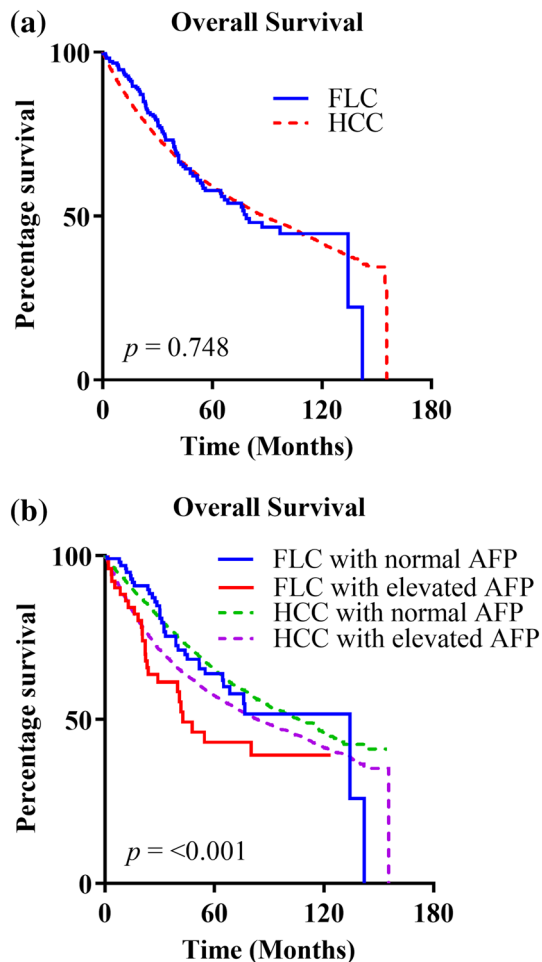 (a)
Overall Survival
100
50
0
Percentage survival
FLC
HCC
p = 0.748
0 60 120 180
Time (Months)
(b)
Overall Survival
100
50
0
Percentage survival
FLC with normal AFP
FLC with elevated AFP
HCC with normal AFP
HCC with elevated AFP
p = <0.001
0 60 120 180
Time (Months)